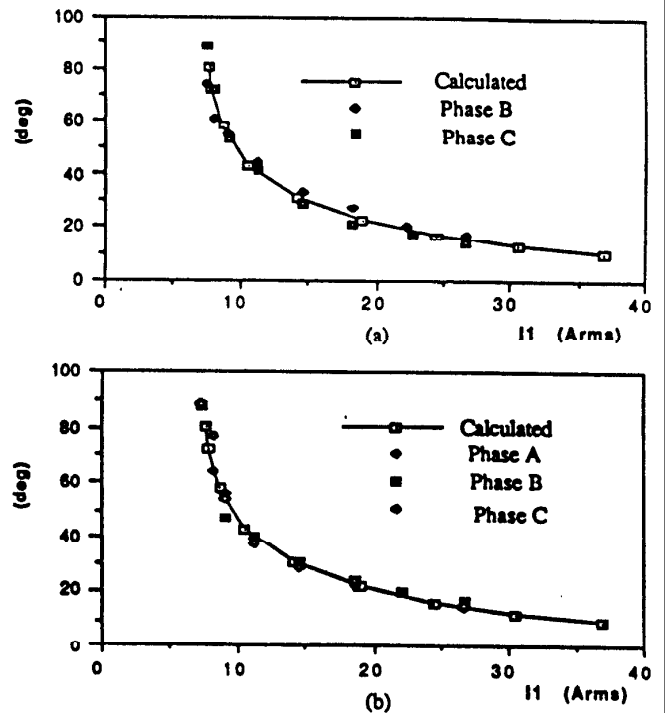 100
80
60
40
20
0
(deg)
Calculated
Phase B
Phase C
0 10 20 30 40
I1 (Arms)
(a)
100
80
60
40
20
0
(deg)
Calculated
Phase A
Phase B
Phase C
0 10 20 30 40
I1 (Arms)
(b)